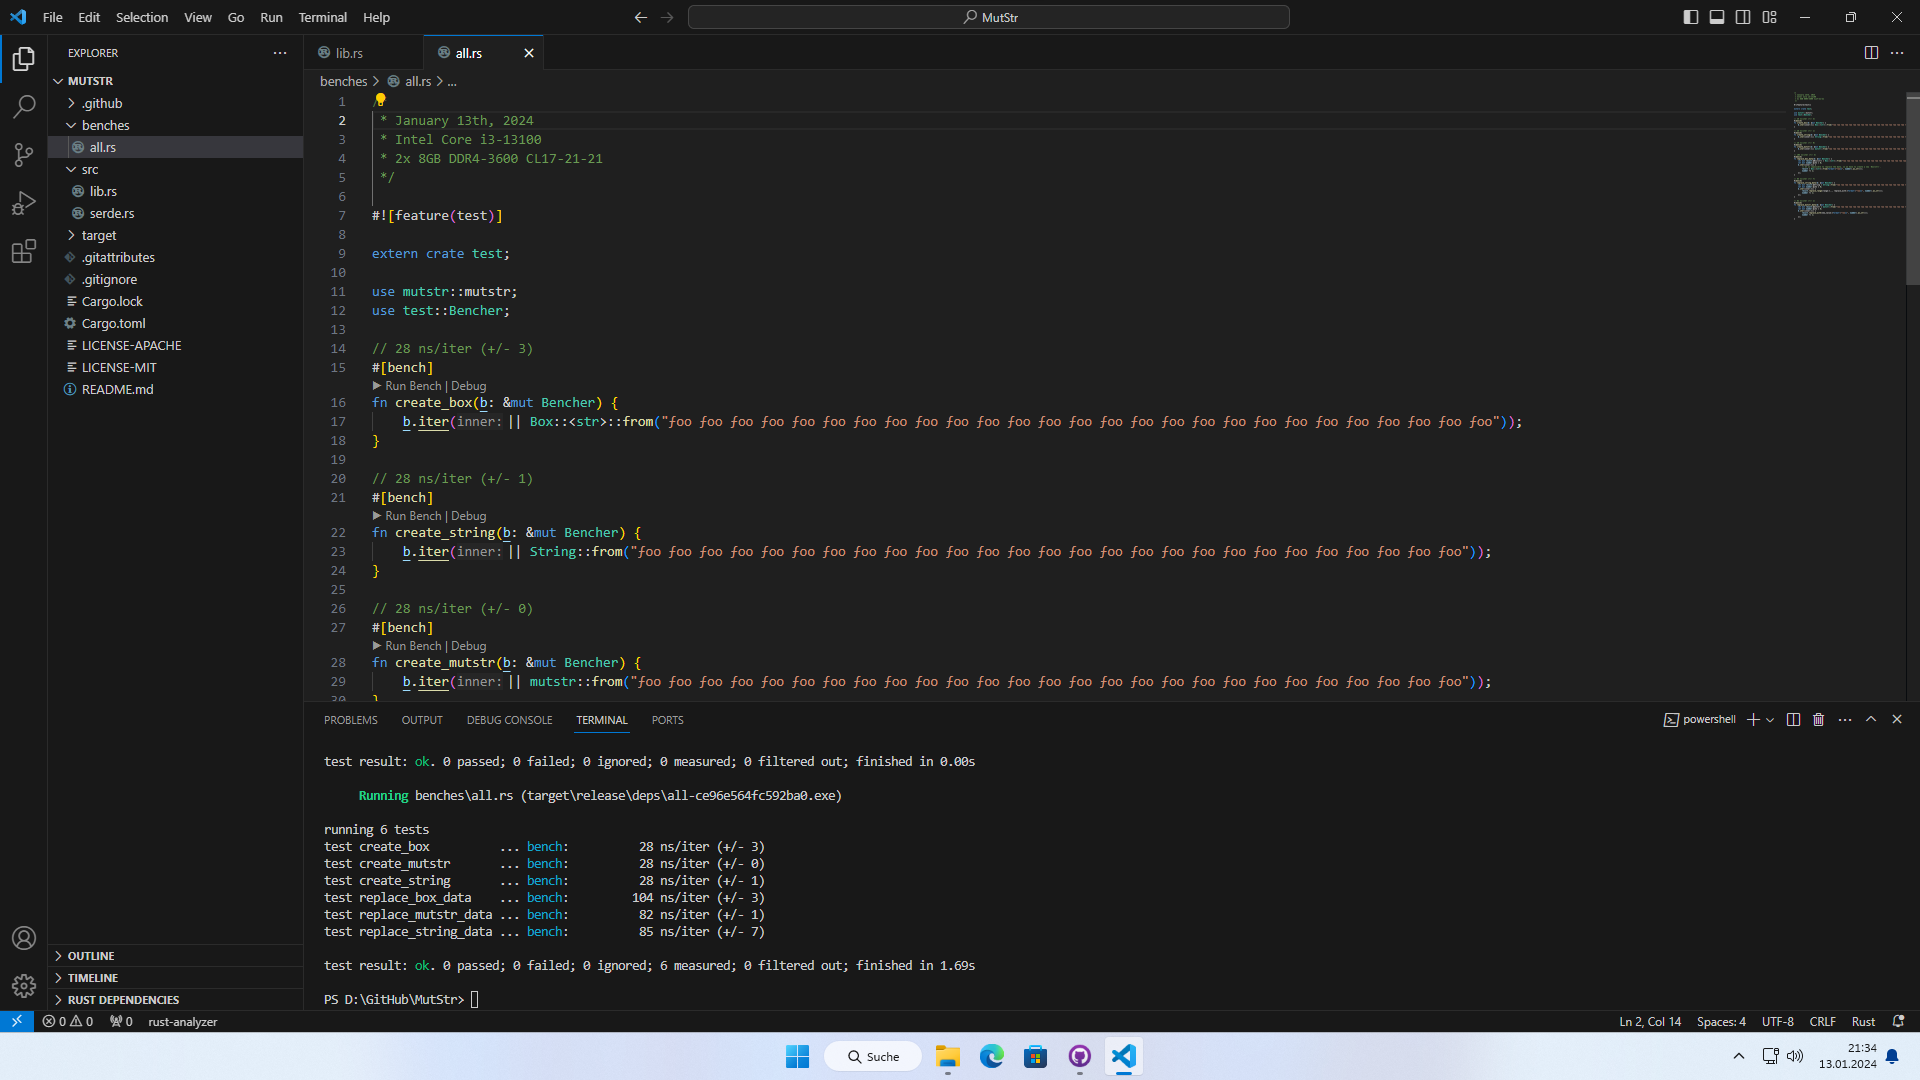 File Edit Selection View Go Run Terminal Help
MutStr
EXPLORER
MUTSTR
.github
benches
all.rs
src
lib.rs
serde.rs
target
.gitattributes
.gitignore
Cargo.lock
Cargo.toml
LICENSE-APACHE
LICENSE-MIT
README.md
OUTLINE
TIMELINE
RUST DEPENDENCIES
lib.rs
all.rs
benches > all.rs > ...
1 /
2 * January 13th, 2024
3 * Intel Core i3-13100
4 * 2x 8GB DDR4-3600 CL17-21-21
5 */
6
7 #![feature(test)]
8
9 extern crate test;
10
11 use mutstr::mutstr;
12 use test::Bencher;
13
14 // 28 ns/iter (+/- 3)
15 #[bench]
Run Bench | Debug
16 fn create_box(b: &mut Bencher) {
17 b.iter(inner: || Box::<str>::from("foo foo foo foo foo foo foo foo foo foo foo foo foo foo foo foo foo foo foo foo foo foo foo foo foo foo foo"));
18 }
19
20 // 28 ns/iter (+/- 1)
21 #[bench]
Run Bench | Debug
22 fn create_string(b: &mut Bencher) {
23 b.iter(inner: || String::from("foo foo foo foo foo foo foo foo foo foo foo foo foo foo foo foo foo foo foo foo foo foo foo foo foo foo foo"));
24 }
25
26 // 28 ns/iter (+/- 0)
27 #[bench]
Run Bench | Debug
28 fn create_mutstr(b: &mut Bencher) {
29 b.iter(inner: || mutstr::from("foo foo foo foo foo foo foo foo foo foo foo foo foo foo foo foo foo foo foo foo foo foo foo foo foo foo foo"));
30 }
PROBLEMS OUTPUT DEBUG CONSOLE TERMINAL PORTS
powershell
test result: ok. 0 passed; 0 failed; 0 ignored; 0 measured; 0 filtered out; finished in 0.00s
Running benches\all.rs (target\release\deps\all-ce96e564fc592ba0.exe)
running 6 tests
test create_box ... bench: 28 ns/iter (+/- 3)
test create_mutstr ... bench: 28 ns/iter (+/- 0)
test create_string ... bench: 28 ns/iter (+/- 1)
test replace_box_data ... bench: 104 ns/iter (+/- 3)
test replace_mutstr_data ... bench: 82 ns/iter (+/- 1)
test replace_string_data ... bench: 85 ns/iter (+/- 7)
test result: ok. 0 passed; 0 failed; 0 ignored; 6 measured; 0 filtered out; finished in 1.69s
PS D:\GitHub\MutStr>
0 0 0 rust-analyzer
Ln 2, Col 14 Spaces: 4 UTF-8 CRLF Rust
Suche
21:34
13.01.2024